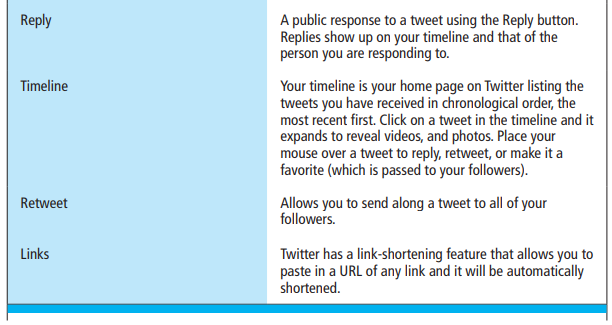 Reply
A public response to a tweet using the Reply button.
Replies show up on your timeline and that of the
person you are responding to.
Timeline
Your timeline is your home page on Twitter listing the
tweets you have received in chronological order, the
most recent first. Click on a tweet in the timeline and it
expands to reveal videos, and photos. Place your
mouse over a tweet to reply, retweet, or make it a
favorite (which is passed to your followers).
Retweet
Allows you to send along a tweet to all of your
followers.
Links
Twitter has a link-shortening feature that allows you to
paste in a URL of any link and it will be automatically
shortened.